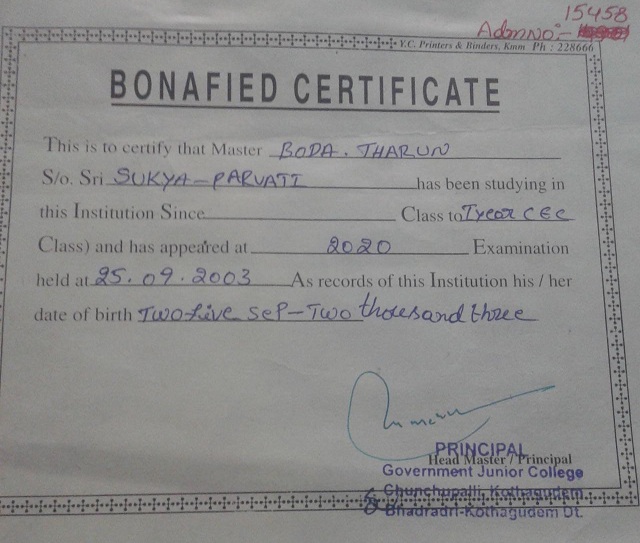 15458
Adm No:-
Y.C. Printers & Binders, Kmm Ph : 228666
BONAFIED CERTIFICATE
This is to certify that Master BODA. THARUN
S/o. Sri SUKYA-PARVATI has been studying in
this Institution Since Class to I year CEC
Class) and has appeared at 2020 Examination
held at 25.09.2003 As records of this Institution his / her
date of birth Two five SeP-Two thousand three
PRINCIPAL
Head Master / Principal
Government Junior College
Chunchupalli, Kothagudem
Bhadradri-Kothagudem Dt.